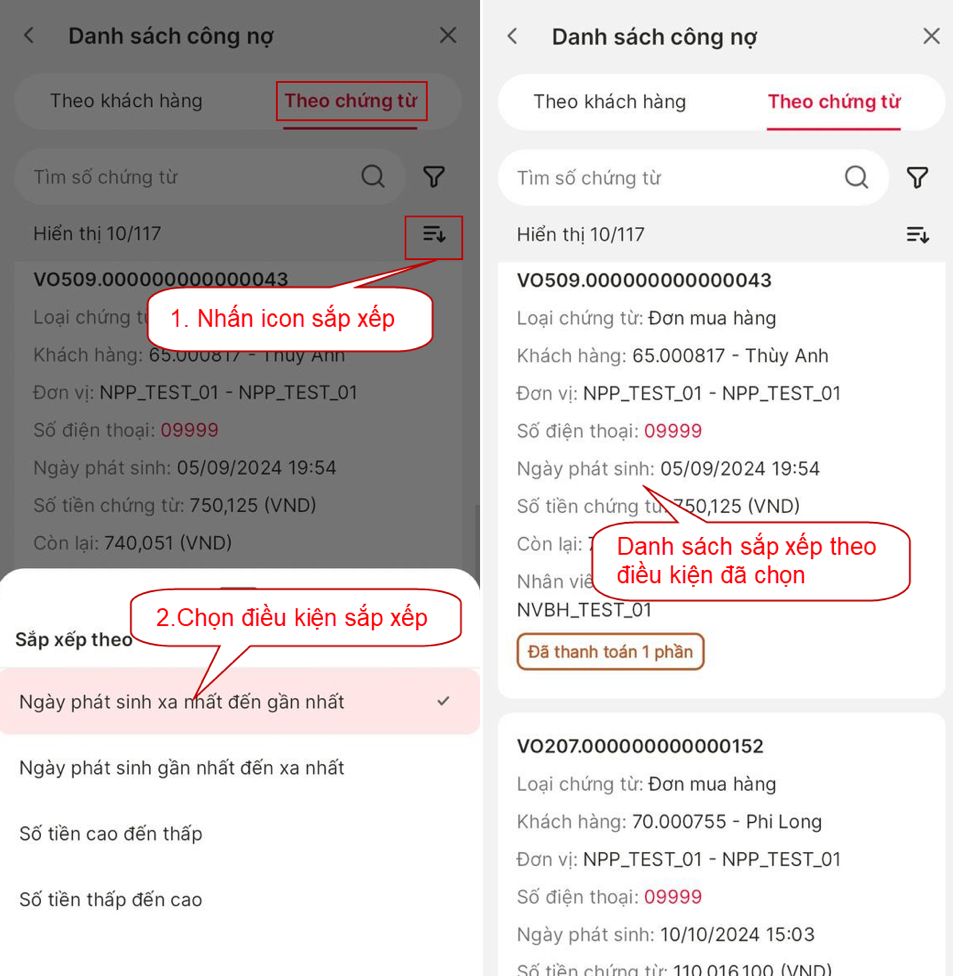 Danh sách công nợ
Theo khách hàng
Theo chứng từ
Tìm số chứng từ
Hiển thị 10/117
VO509.000000000000043
Loại chứng
1. Nhấn icon sắp xếp
Khách hàng: 65.000817 - Thùy Anh
Đơn vị: NPP_TEST_01 - NPP_TEST_01
Số điện thoại: 09999
Ngày phát sinh: 05/09/2024 19:54
Số tiền chứng từ: 750,125 (VND)
Còn lại: 740,051 (VND)
2.Chọn điều kiện sắp xếp
Sắp xếp theo
Ngày phát sinh xa nhất đến gần nhất
Ngày phát sinh gần nhất đến xa nhất
Số tiền cao đến thấp
Số tiền thấp đến cao
Danh sách công nợ
Theo khách hàng
Theo chứng từ
Tìm số chứng từ
Hiển thị 10/117
VO509.000000000000043
Loại chứng từ: Đơn mua hàng
Khách hàng: 65.000817 - Thùy Anh
Đơn vị: NPP_TEST_01 - NPP_TEST_01
Số điện thoại: 09999
Ngày phát sinh: 05/09/2024 19:54
Số tiền chứng từ: 750,125 (VND)
Còn lại:
Danh sách sắp xếp theo
điều kiện đã chọn
NVBH_TEST_01
Đã thanh toán 1 phần
VO207.000000000000152
Loại chứng từ: Đơn mua hàng
Khách hàng: 70.000755 - Phi Long
Đơn vị: NPP_TEST_01 - NPP_TEST_01
Số điện thoại: 09999
Ngày phát sinh: 10/10/2024 15:03
Số tiền chứng từ: 110,016,100 (VND)